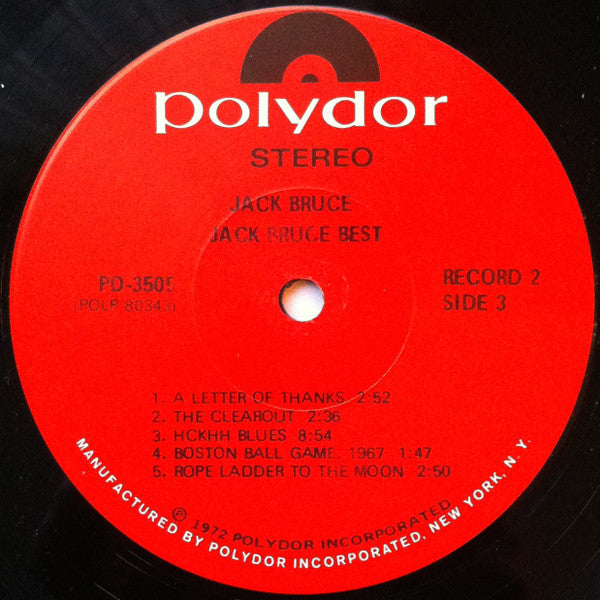 polydor
STEREO
JACK BRUCE
JACK BRUCE BEST
PD-3505
(POLP 80343)
RECORD 2
SIDE 3
1. A LETTER OF THANKS 2:52
2. THE CLEAROUT 2:36
3. HCKHH BLUES 8:54
4. BOSTON BALL GAME, 1967 1:47
5. ROPE LADDER TO THE MOON 2:50
Ⓟ 1972 POLYDOR INCORPORATED
MANUFACTURED BY POLYDOR INCORPORATED, NEW YORK, N.Y.